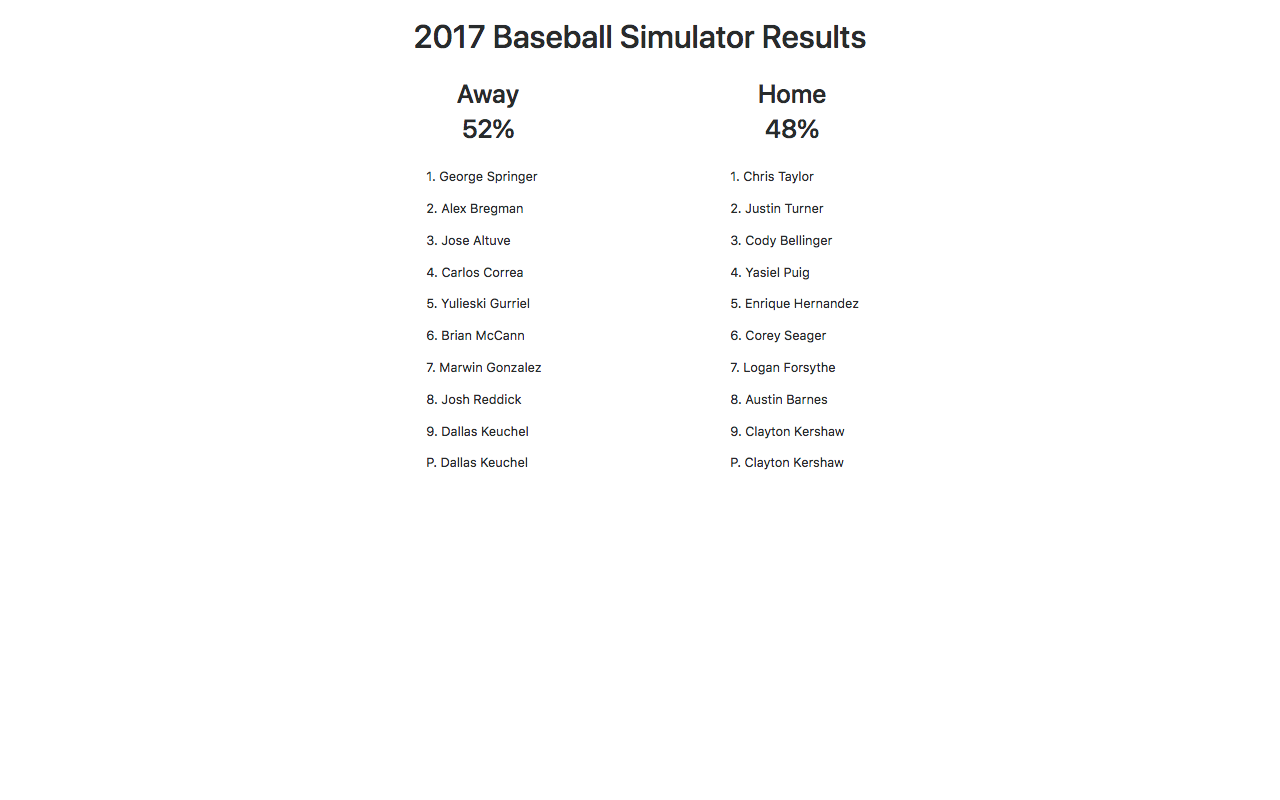 2017 Baseball Simulator Results
Away
52%
1. George Springer
2. Alex Bregman
3. Jose Altuve
4. Carlos Correa
5. Yulieski Gurriel
6. Brian McCann
7. Marwin Gonzalez
8. Josh Reddick
9. Dallas Keuchel
P. Dallas Keuchel
Home
48%
1. Chris Taylor
2. Justin Turner
3. Cody Bellinger
4. Yasiel Puig
5. Enrique Hernandez
6. Corey Seager
7. Logan Forsythe
8. Austin Barnes
9. Clayton Kershaw
P. Clayton Kershaw